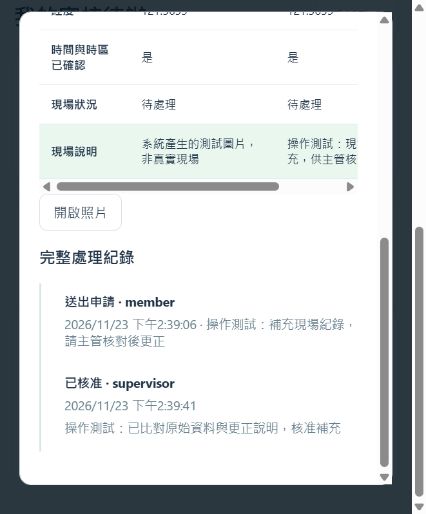 時間與時區 是 是
已確認
現場狀況 待處理 待處理
現場說明 系統產生的測試圖片， 操作測試：現
非真實現場 充，供主管核
開啟照片
完整處理紀錄
送出申請 · member
2026/11/23 下午2:39:06 · 操作測試：補充現場紀錄，
請主管核對後更正
已核准 · supervisor
2026/11/23 下午2:39:41
操作測試：已比對原始資料與更正說明，核准補充